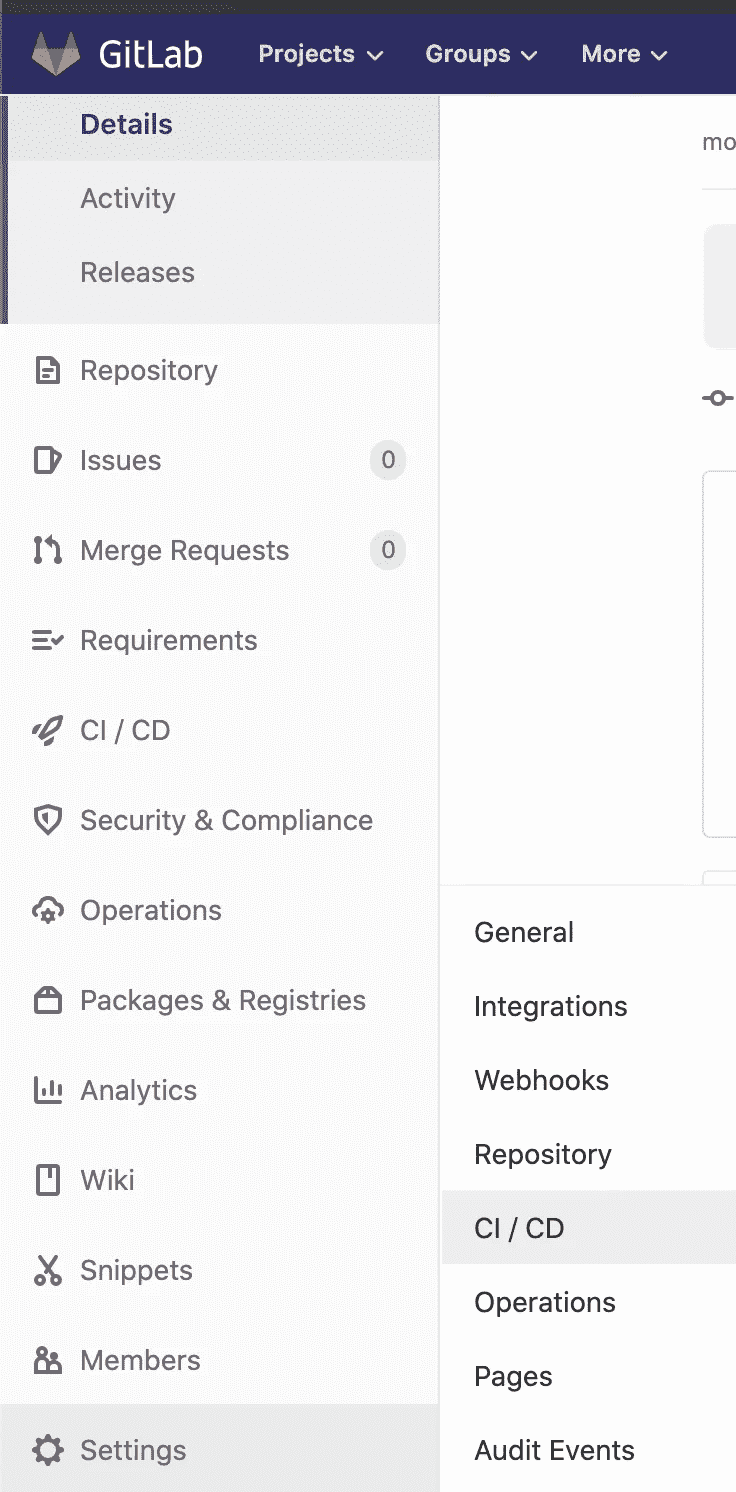 GitLab Projects Groups More
Details
Activity
Releases
Repository
Issues 0
Merge Requests 0
Requirements
CI / CD
Security & Compliance
Operations
Packages & Registries
Analytics
Wiki
Snippets
Members
Settings
mo
General
Integrations
Webhooks
Repository
CI / CD
Operations
Pages
Audit Events